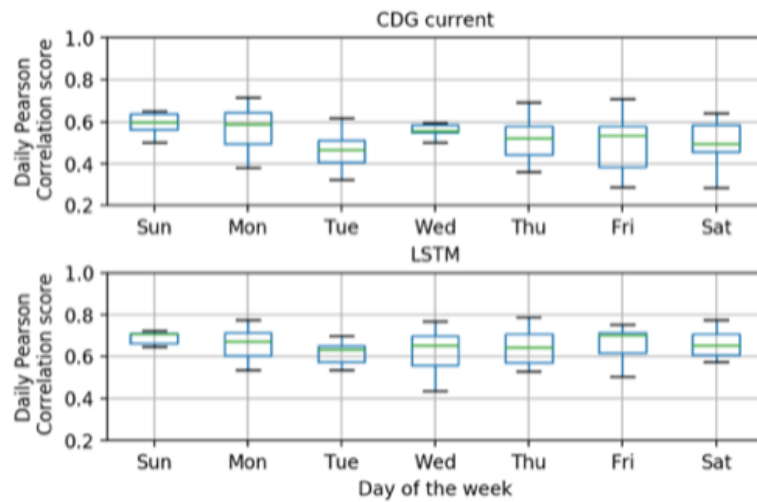 CDG current
Daily Pearson
Correlation score
1.0
0.8
0.6
0.4
0.2
Sun Mon Tue Wed Thu Fri Sat
LSTM
Daily Pearson
Correlation score
1.0
0.8
0.6
0.4
0.2
Sun Mon Tue Wed Thu Fri Sat
Day of the week